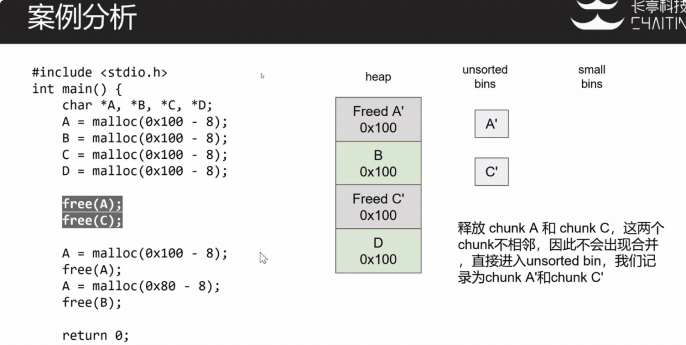 案例分析
长亭科技
CHAITIN
#include <stdio.h>
int main() {
char *A, *B, *C, *D;
A = malloc(0x100 - 8);
B = malloc(0x100 - 8);
C = malloc(0x100 - 8);
D = malloc(0x100 - 8);
free(A);
free(C);
A = malloc(0x100 - 8);
free(A);
A = malloc(0x80 - 8);
free(B);
return 0;
heap
Freed A'
0x100
B
0x100
Freed C'
0x100
D
0x100
unsorted
bins
A'
C'
small
bins
释放 chunk A 和 chunk C，这两个
chunk不相邻，因此不会出现合并
，直接进入unsorted bin，我们记
录为chunk A'和chunk C'